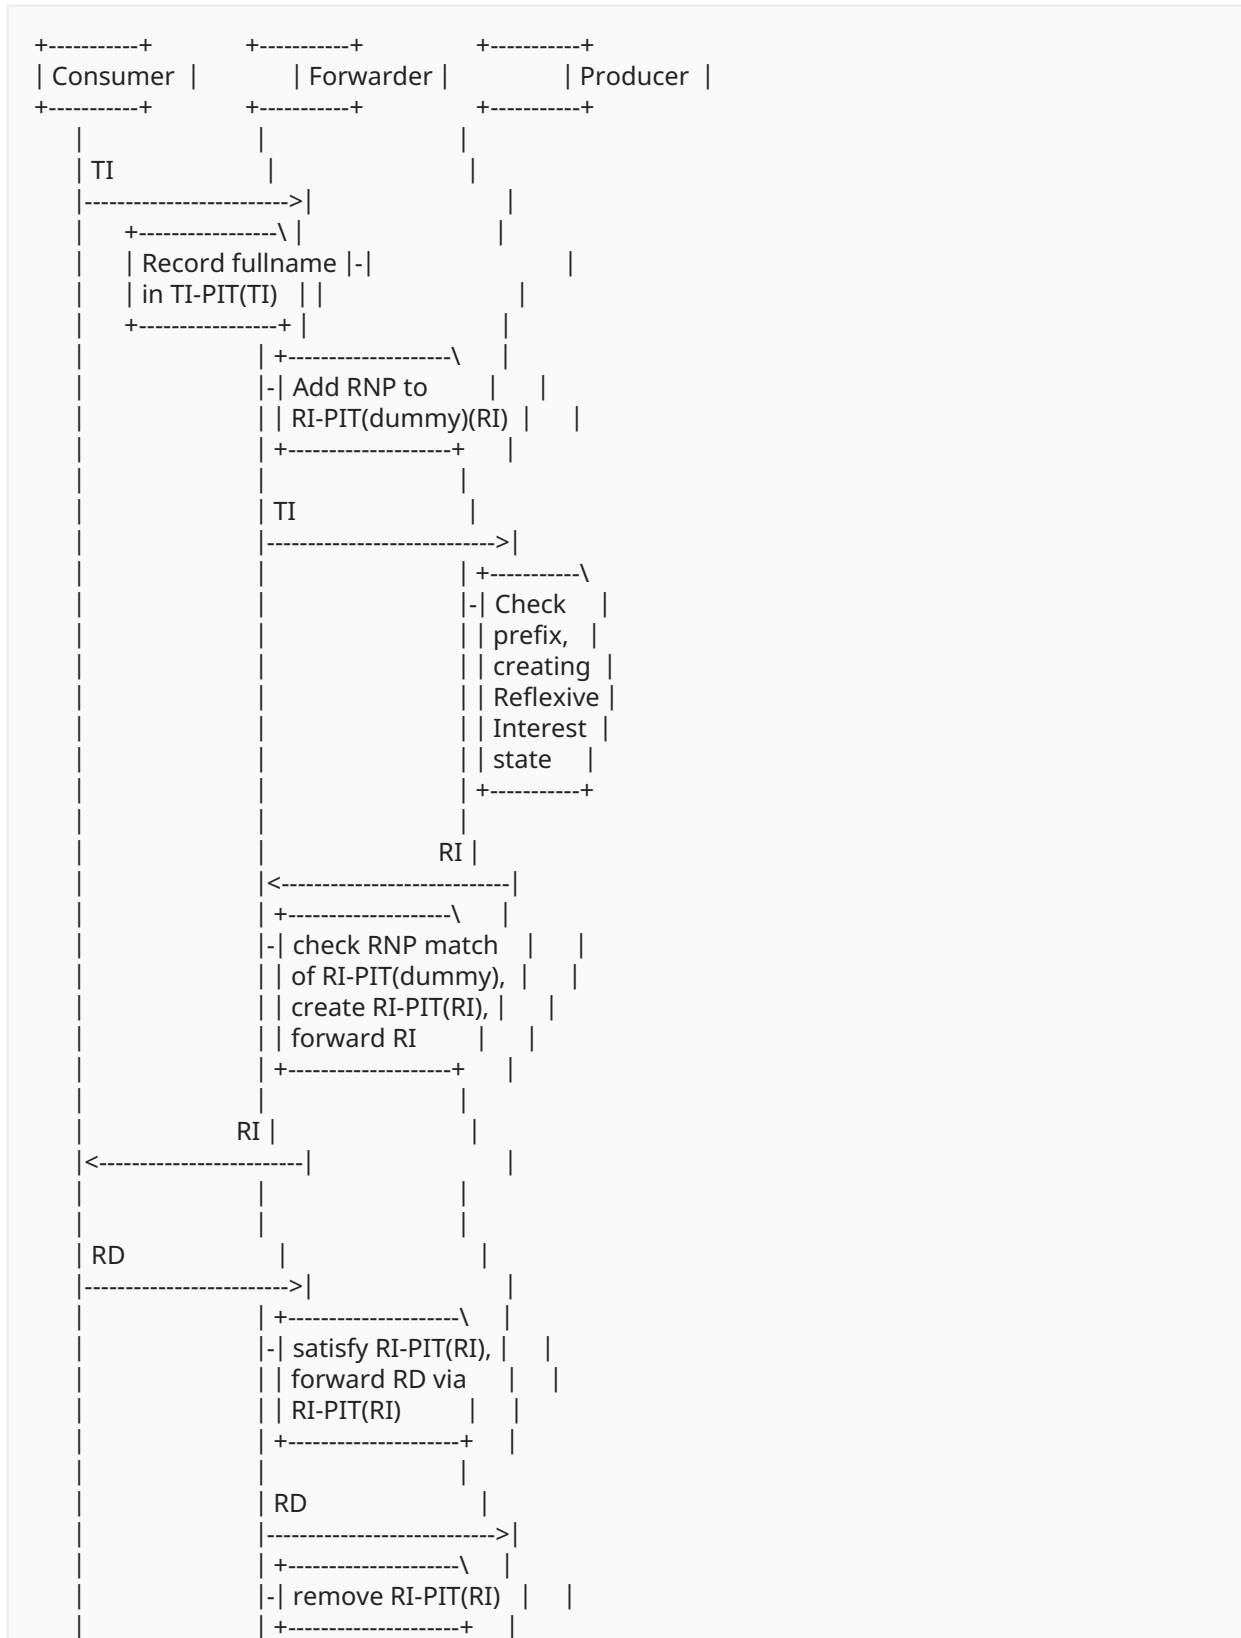 +-----------+ +-----------+ +-----------+
| Consumer | | Forwarder | | Producer |
+-----------+ +-----------+ +-----------+
| | |
| TI | |
|------------------------->| |
| +-----------------\ | |
| | Record fullname |-| |
| | in TI-PIT(TI) | | |
| +-----------------+ | |
| | +--------------------\ |
| |-| Add RNP to | |
| | | RI-PIT(dummy)(RI) | |
| | +--------------------+ |
| | |
| | TI |
| |---------------------------->|
| | | +-----------\
| | |-| Check |
| | | | prefix, |
| | | | creating |
| | | | Reflexive |
| | | | Interest |
| | | | state |
| | | +-----------+
| | |
| | RI |
| |<----------------------------|
| | +--------------------\ |
| |-| check RNP match | |
| | | of RI-PIT(dummy), | |
| | | create RI-PIT(RI), | |
| | | forward RI | |
| | +--------------------+ |
| | |
| RI | |
|<-------------------------| |
| | |
| | |
| RD | |
|------------------------->| |
| | +---------------------\ |
| |-| satisfy RI-PIT(RI), | |
| | | forward RD via | |
| | | RI-PIT(RI) | |
| | +---------------------+ |
| | |
| | RD |
| |---------------------------->|
| | +---------------------\ |
| |-| remove RI-PIT(RI) | |
| | +---------------------+ |